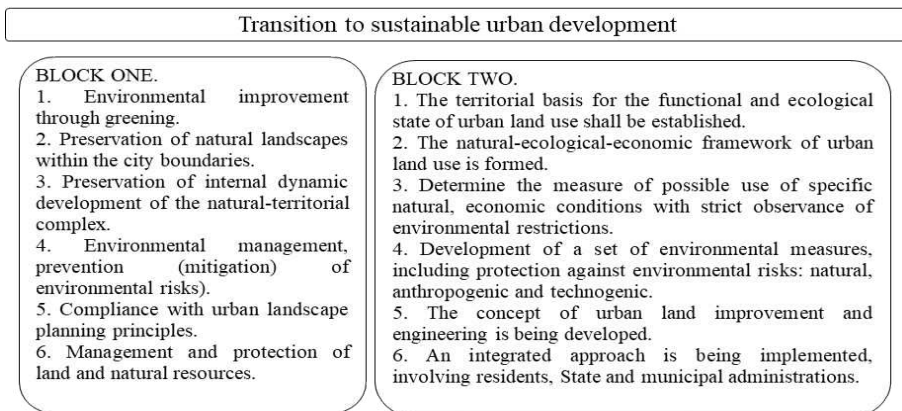 Transition to sustainable urban development
BLOCK ONE.
1. Environmental improvement
through greening.
2. Preservation of natural landscapes
within the city boundaries.
3. Preservation of internal dynamic
development of the natural-territorial
complex.
4. Environmental management,
prevention (mitigation) of
environmental risks).
5. Compliance with urban landscape
planning principles.
6. Management and protection of
land and natural resources.
BLOCK TWO.
1. The territorial basis for the functional and ecological
state of urban land use shall be established.
2. The natural-ecological-economic framework of urban
land use is formed.
3. Determine the measure of possible use of specific
natural, economic conditions with strict observance of
environmental restrictions.
4. Development of a set of environmental measures,
including protection against environmental risks: natural,
anthropogenic and technogenic.
5. The concept of urban land improvement and
engineering is being developed.
6. An integrated approach is being implemented,
involving residents, State and municipal administrations.